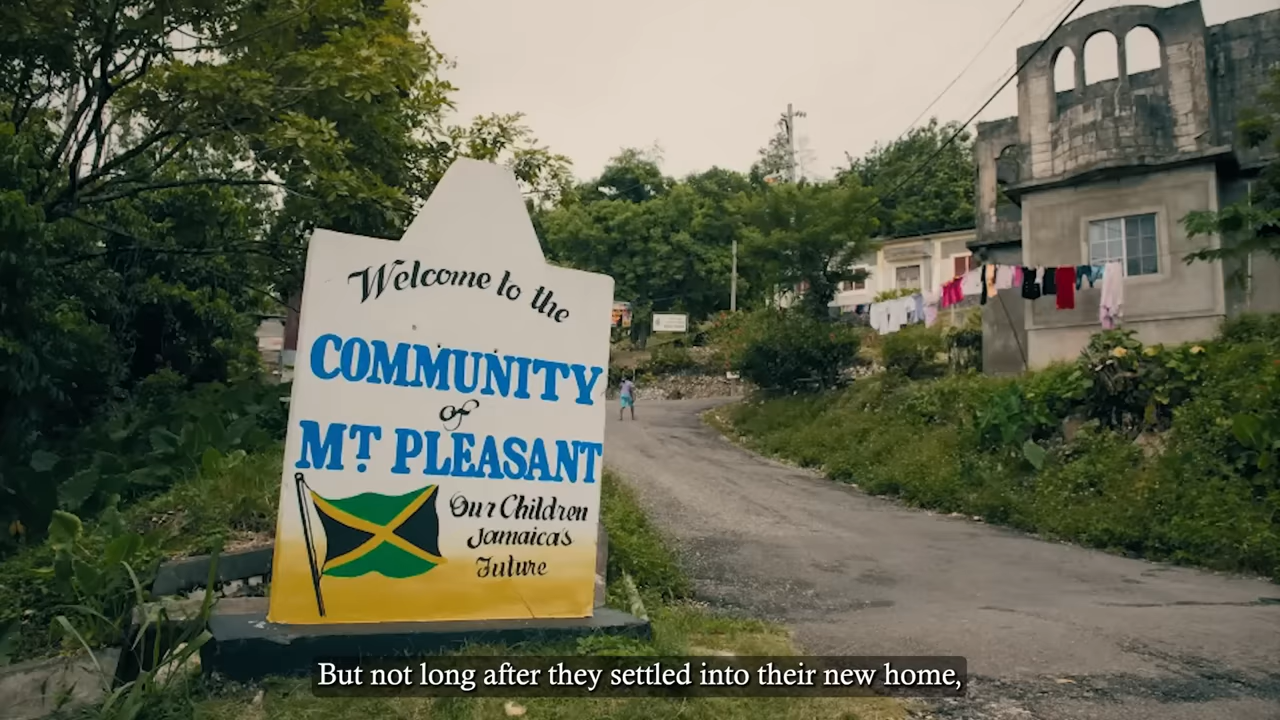 Welcome to the
COMMUNITY
of
MT PLEASANT
Our Children
Jamaica's
Future
But not long after they settled into their new home,